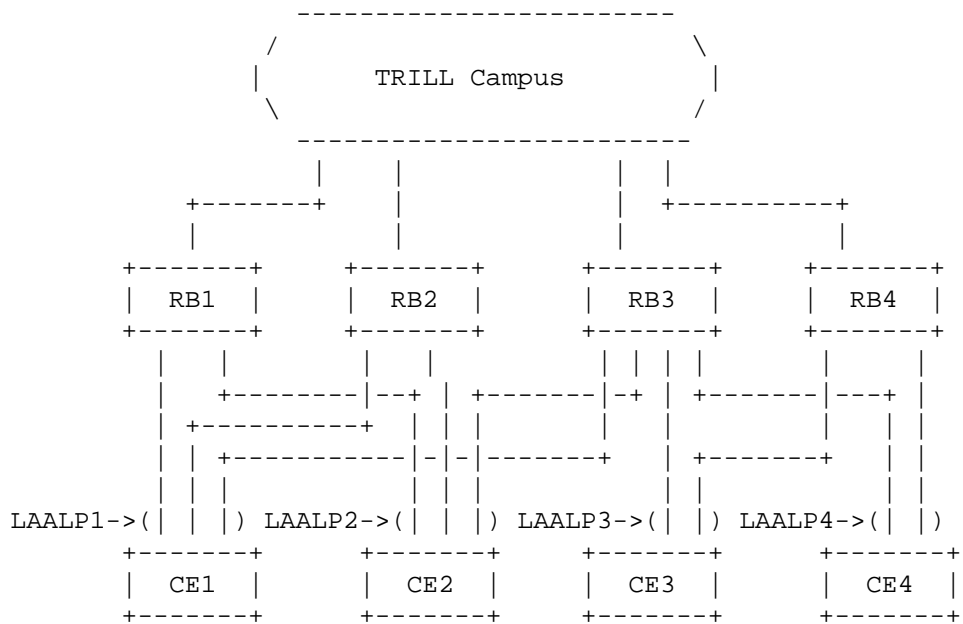 TRILL Campus
RB1 RB2 RB3 RB4
LAALP1->( ) LAALP2->( ) LAALP3->( ) LAALP4->( )
CE1 CE2 CE3 CE4